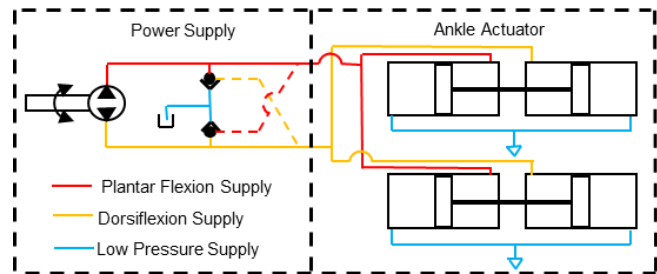 Power Supply
Ankle Actuator
Plantar Flexion Supply
Dorsiflexion Supply
Low Pressure Supply